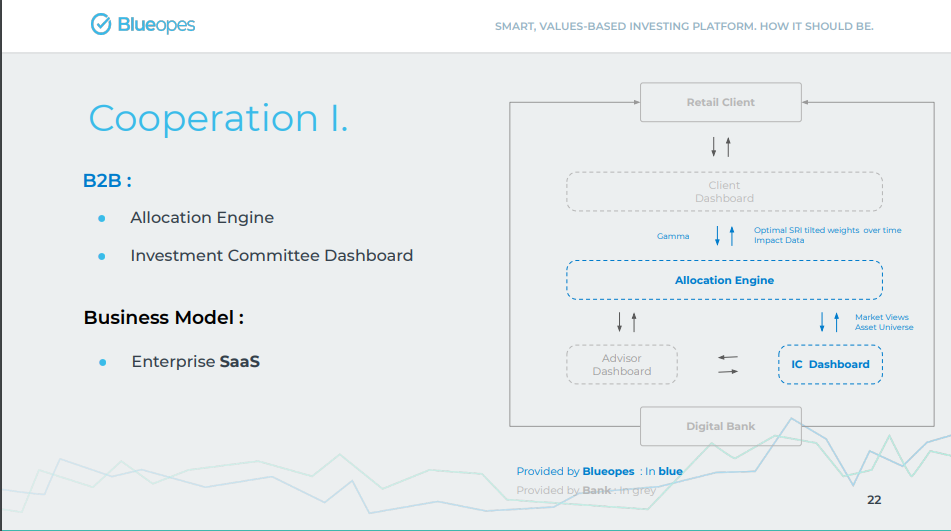 Blueopes
SMART, VALUES-BASED INVESTING PLATFORM. HOW IT SHOULD BE.
Cooperation I.
B2B :
Allocation Engine
Investment Committee Dashboard
Business Model :
Enterprise SaaS
Retail Client
Client
Dashboard
Gamma
Optimal SRI tilted weights over time
Impact Data
Allocation Engine
Market Views
Asset Universe
Advisor
Dashboard
IC Dashboard
Digital Bank
Provided by Blueopes : In blue
Provided by Bank : In grey
22